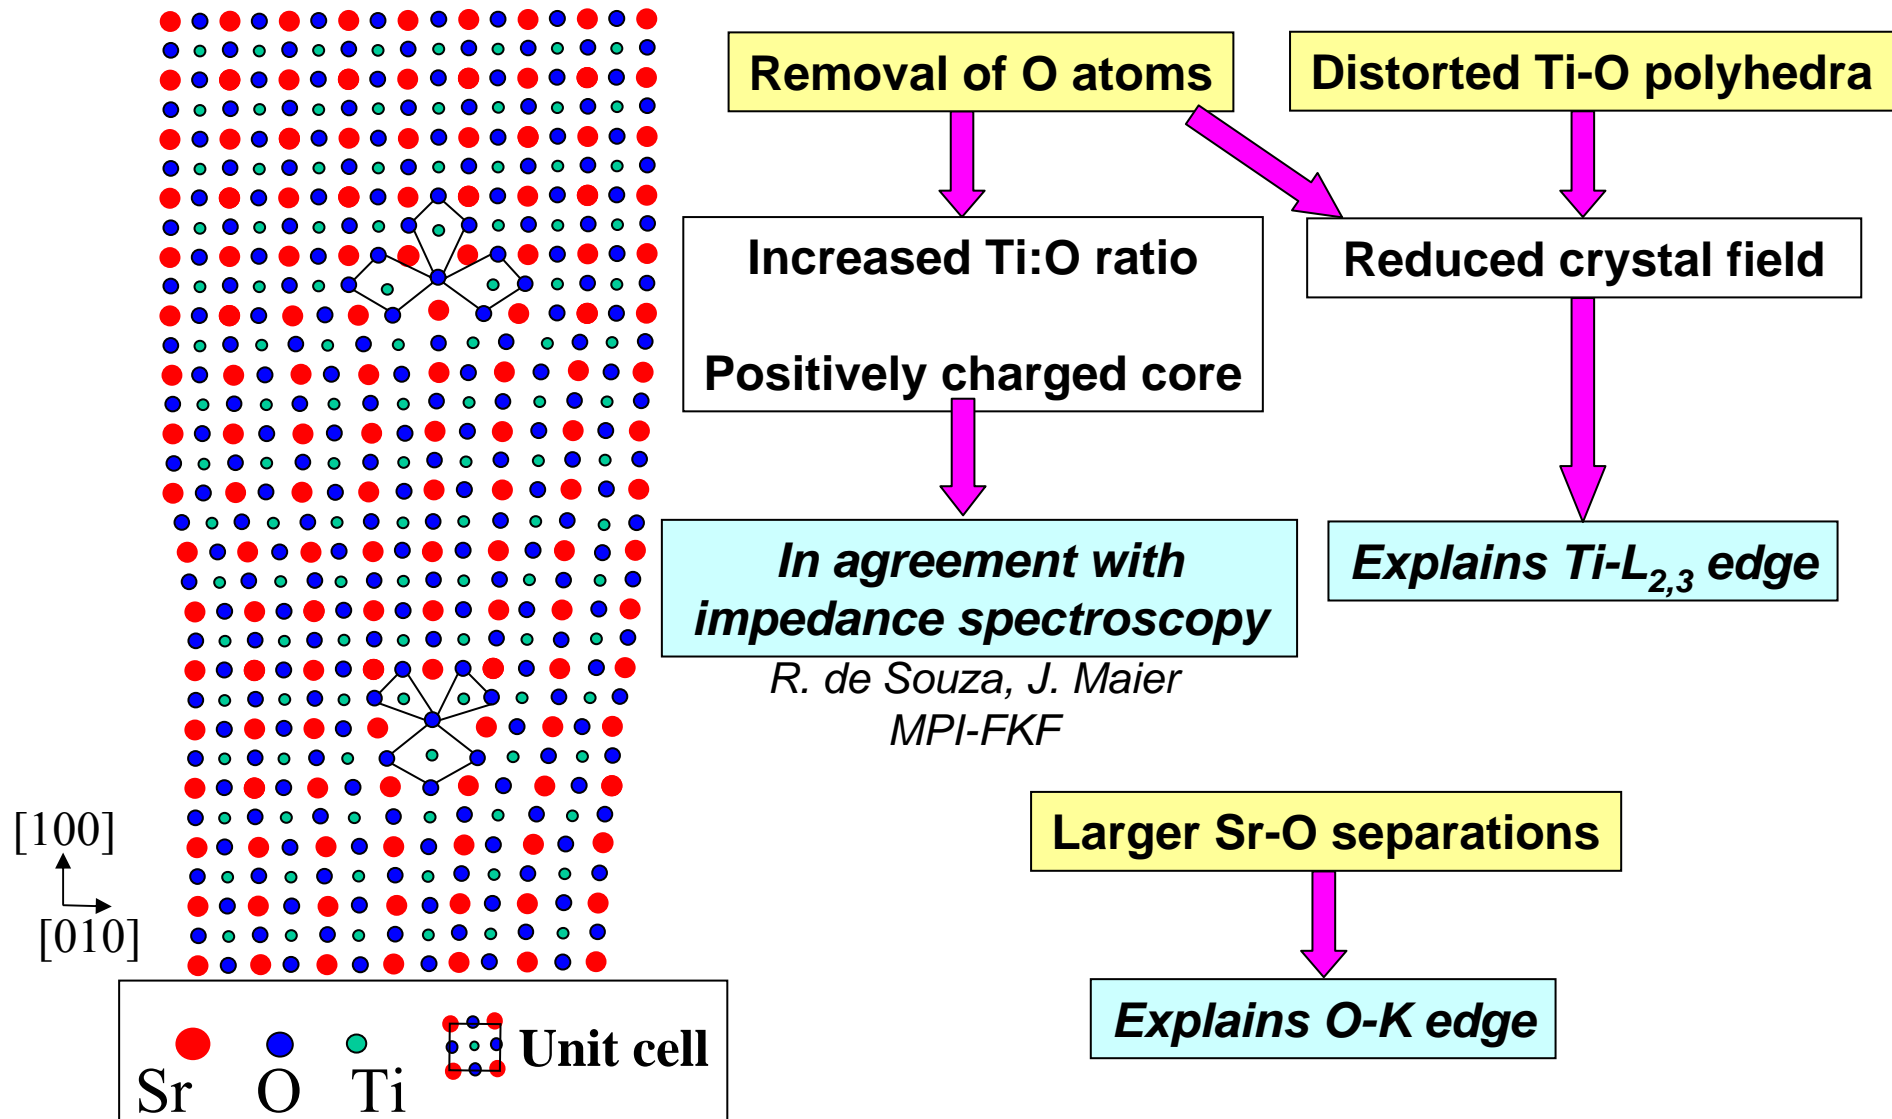 Removal of O atoms
Distorted Ti-O polyhedra
Increased Ti:O ratio
Positively charged core
Reduced crystal field
In agreement with
impedance spectroscopy
R. de Souza, J. Maier
MPI-FKF
Explains Ti-L2,3 edge
Larger Sr-O separations
Explains O-K edge
[100]
[010]
Sr O Ti
Unit cell